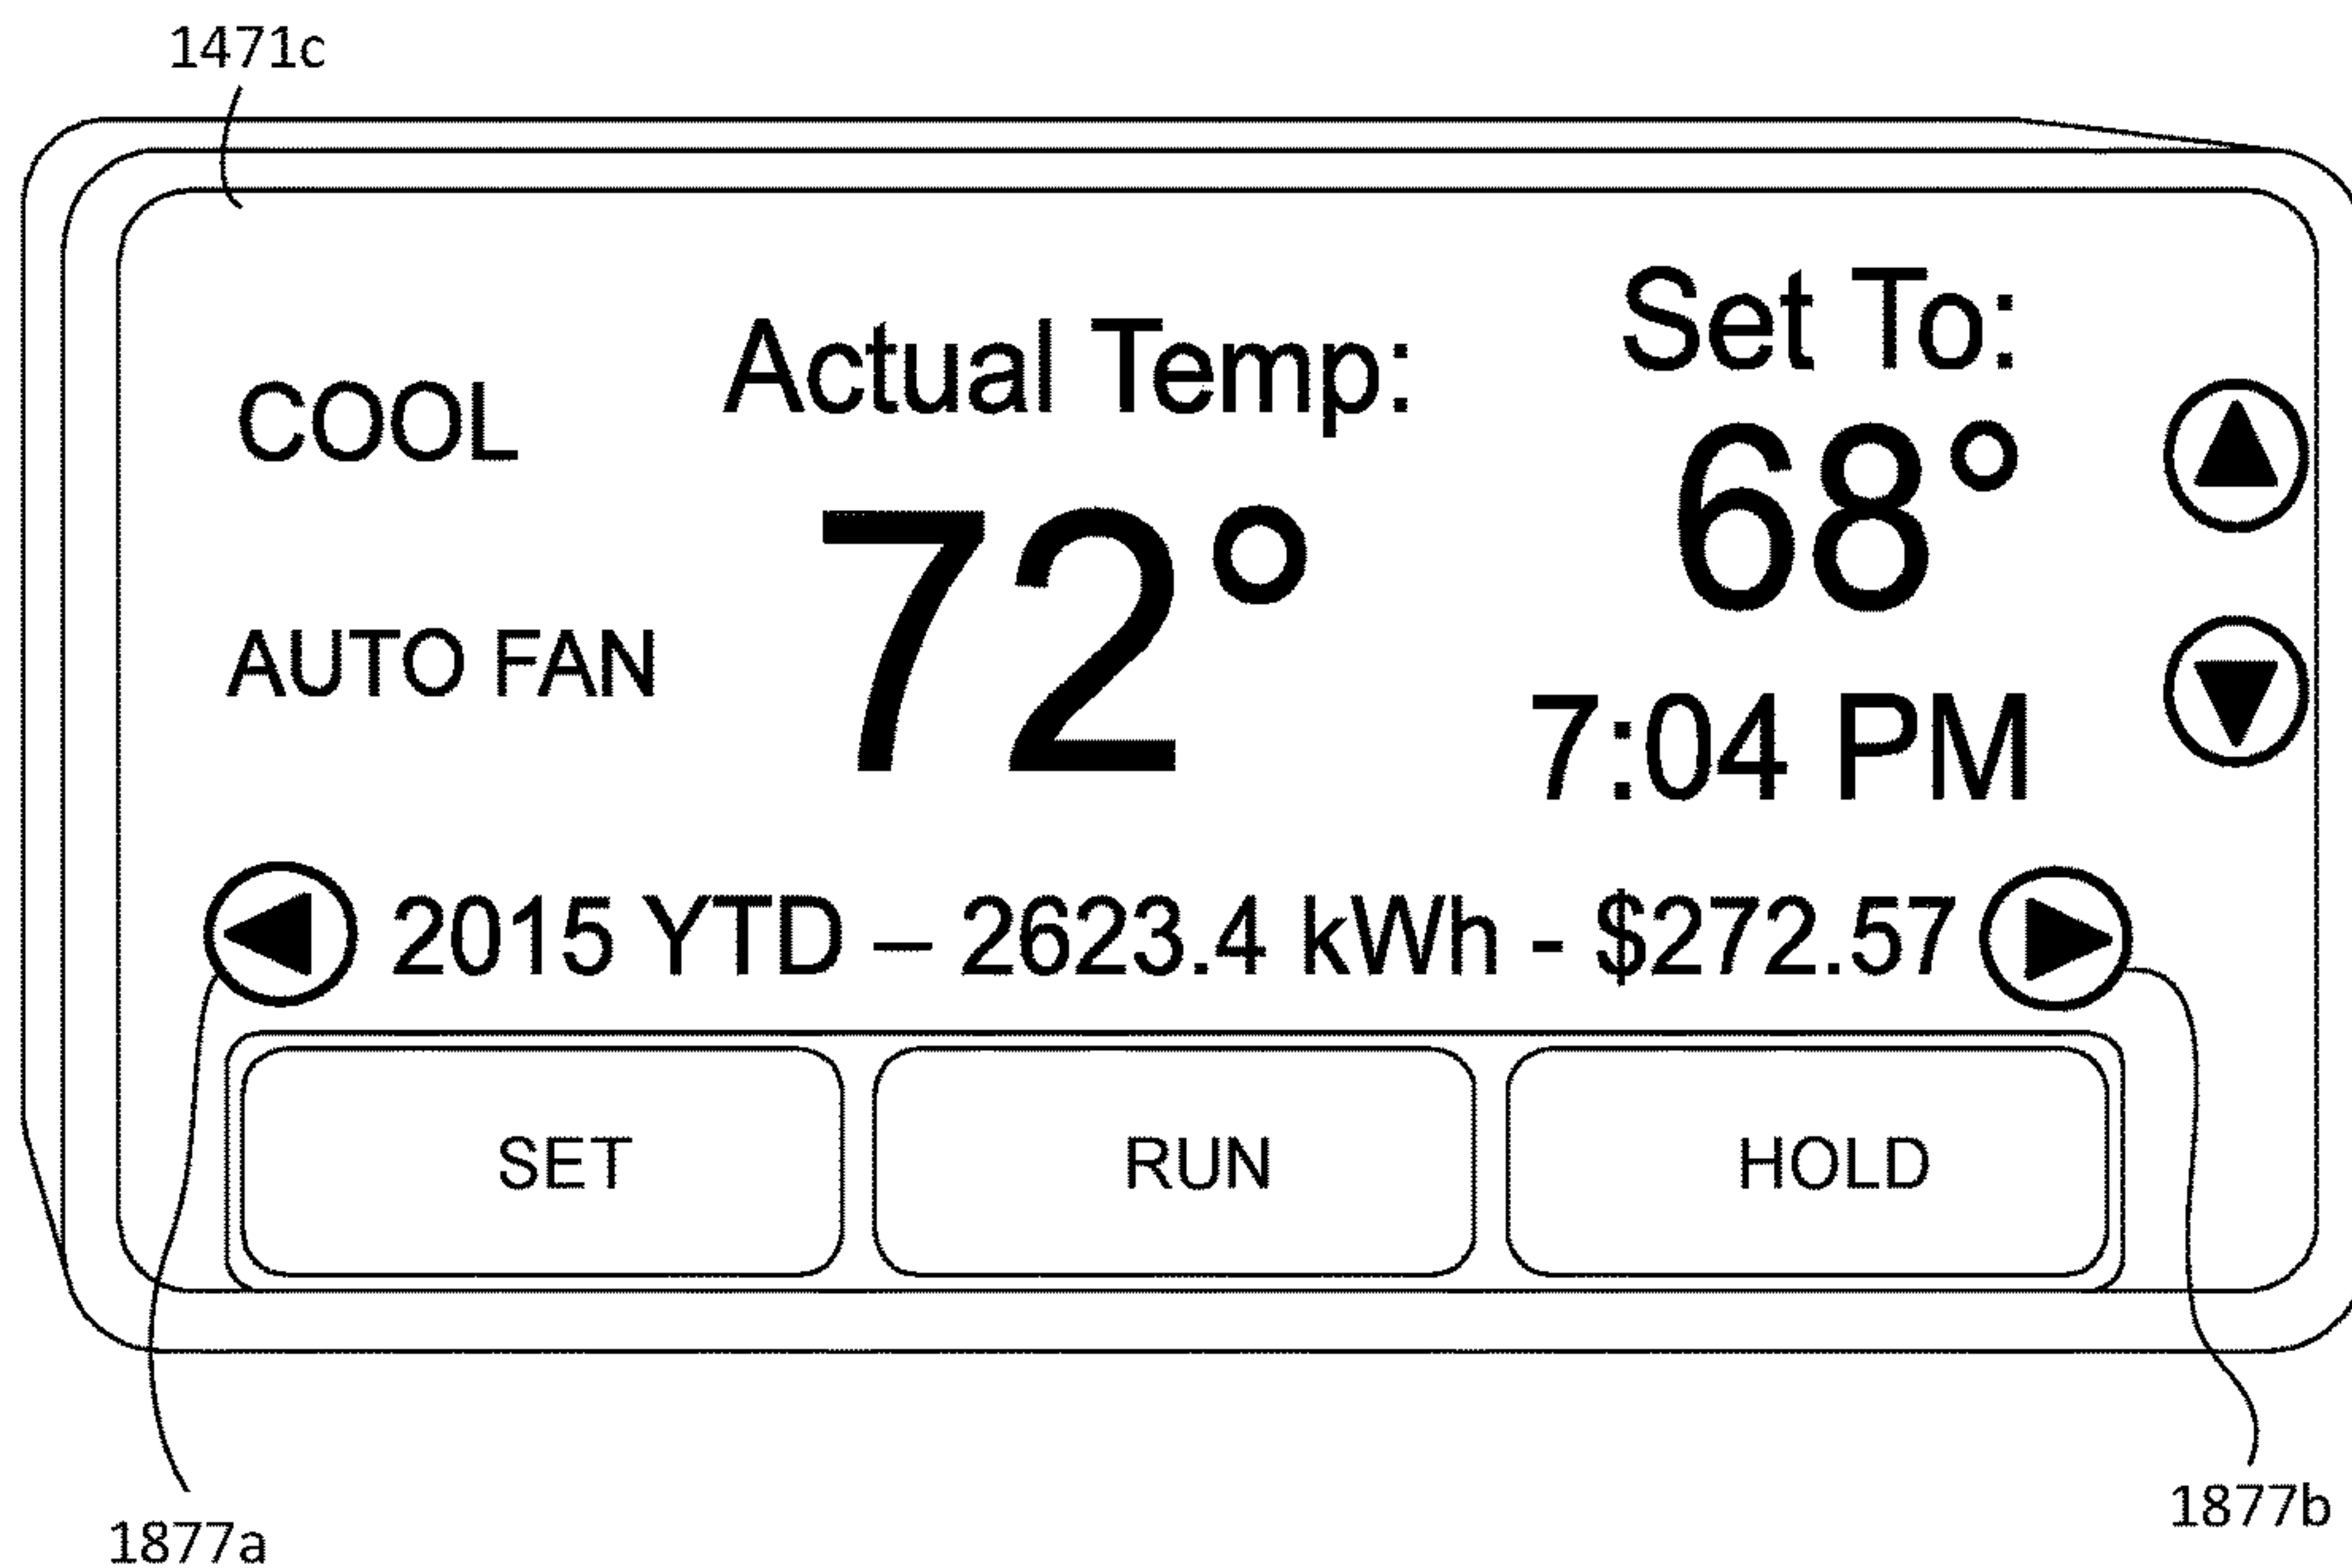 1471c
Set To:
Actual Temp:
COOL
68°
72°
AUTO FAN
7:04 PM
2015 YTD – 2623.4 kWh - $272.57
SET
RUN
HOLD
1877a
1877b